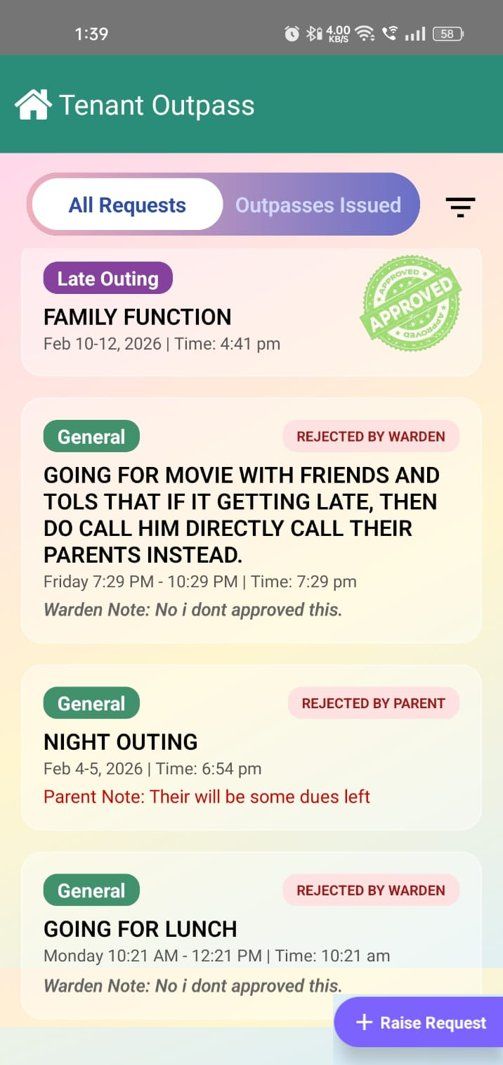 1:39
4.00
KB/S
58
Tenant Outpass
All Requests
Outpasses Issued
Late Outing
FAMILY FUNCTION
Feb 10-12, 2026 | Time: 4:41 pm
APPROVED
APPROVED
APPROVED
General
REJECTED BY WARDEN
GOING FOR MOVIE WITH FRIENDS AND
TOLS THAT IF IT GETTING LATE, THEN
DO CALL HIM DIRECTLY CALL THEIR
PARENTS INSTEAD.
Friday 7:29 PM - 10:29 PM | Time: 7:29 pm
Warden Note: No i dont approved this.
General
REJECTED BY PARENT
NIGHT OUTING
Feb 4-5, 2026 | Time: 6:54 pm
Parent Note: Their will be some dues left
General
REJECTED BY WARDEN
GOING FOR LUNCH
Monday 10:21 AM - 12:21 PM | Time: 10:21 am
Warden Note: No i dont approved this.
+ Raise Request